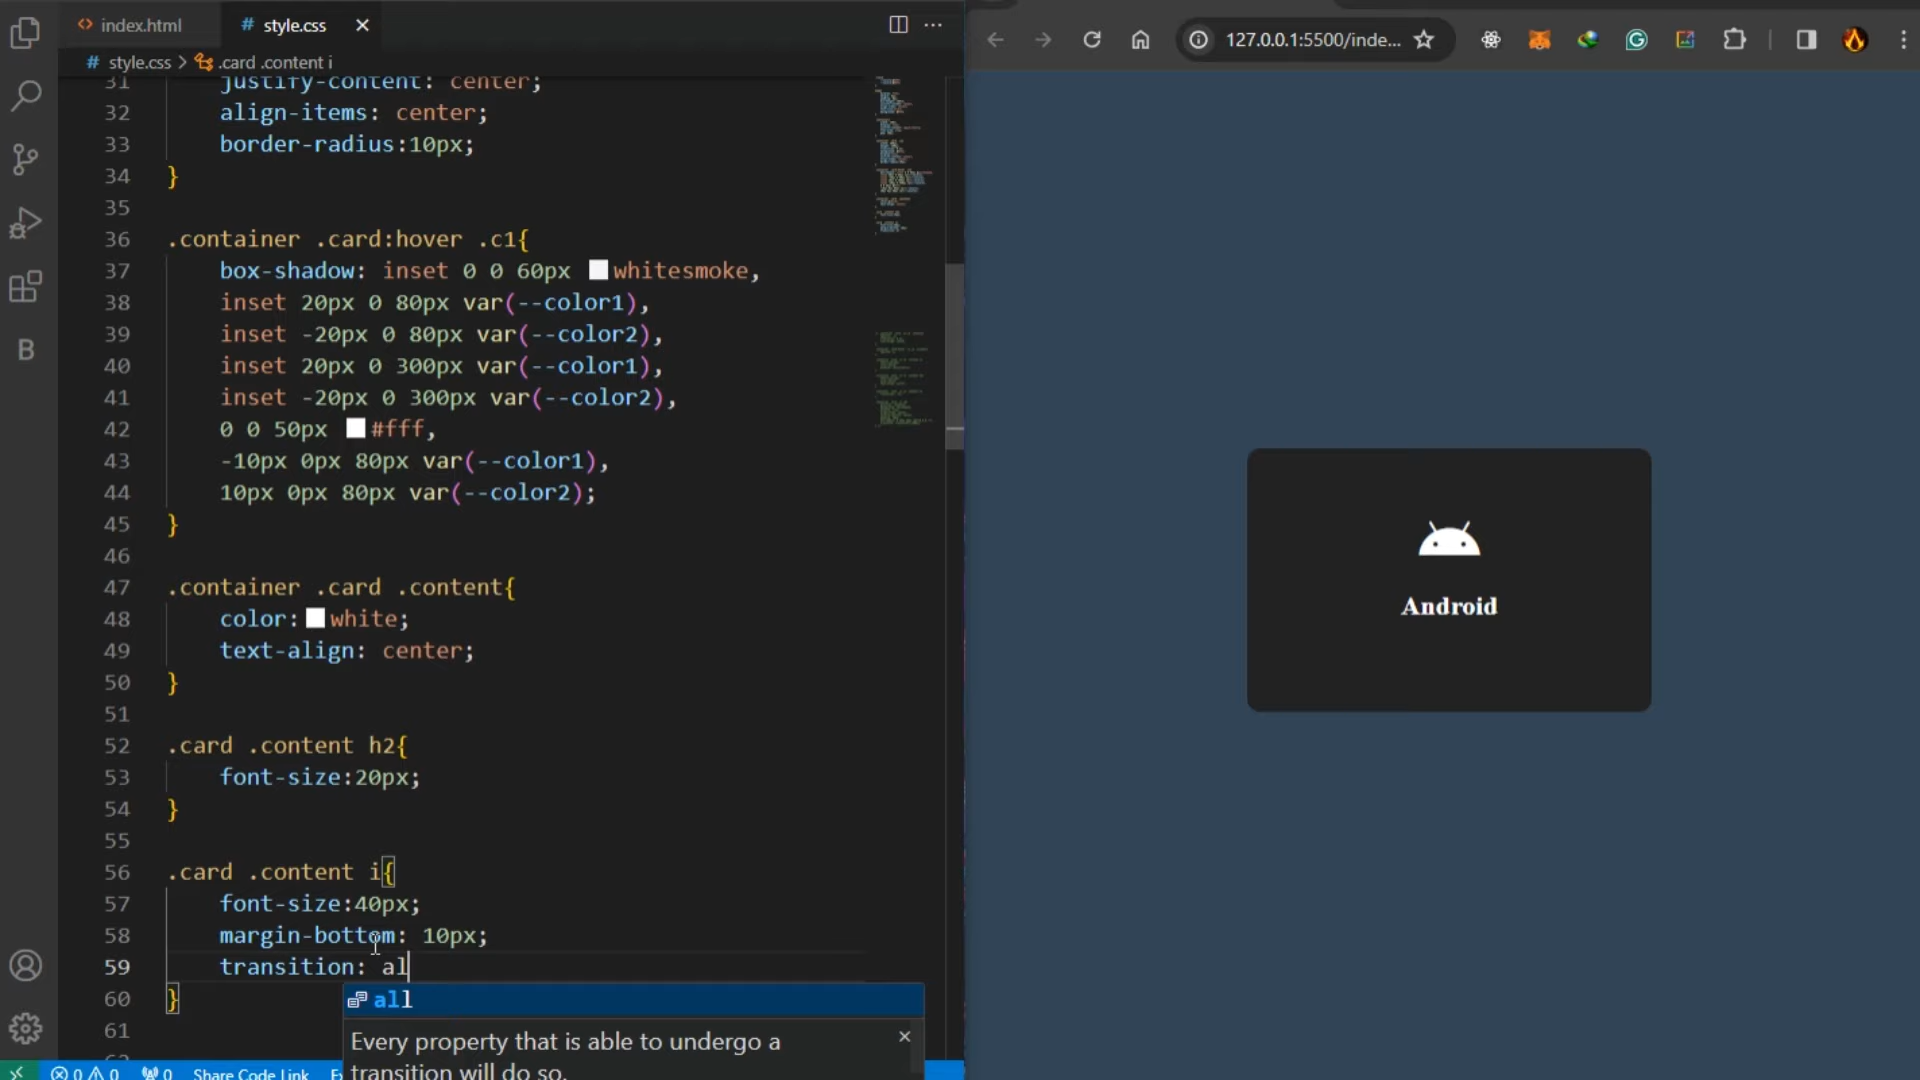 index.html
style.css
style.css > .card .content i
31 justify-content: center;
32 align-items: center;
33 border-radius:10px;
34 }
35
36 .container .card:hover .c1{
37 box-shadow: inset 0 0 60px whitesmoke,
38 inset 20px 0 80px var(--color1),
39 inset -20px 0 80px var(--color2),
40 inset 20px 0 300px var(--color1),
41 inset -20px 0 300px var(--color2),
42 0 0 50px #fff,
43 -10px 0px 80px var(--color1),
44 10px 0px 80px var(--color2);
45 }
46
47 .container .card .content{
48 color: white;
49 text-align: center;
50 }
51
52 .card .content h2{
53 font-size:20px;
54 }
55
56 .card .content i{
57 font-size:40px;
58 margin-bottom: 10px;
59 transition: al
60 }
61
all
Every property that is able to undergo a
transition will do so.
0 0 0 Share Code Link
B
127.0.0.1:5500/inde...
Android